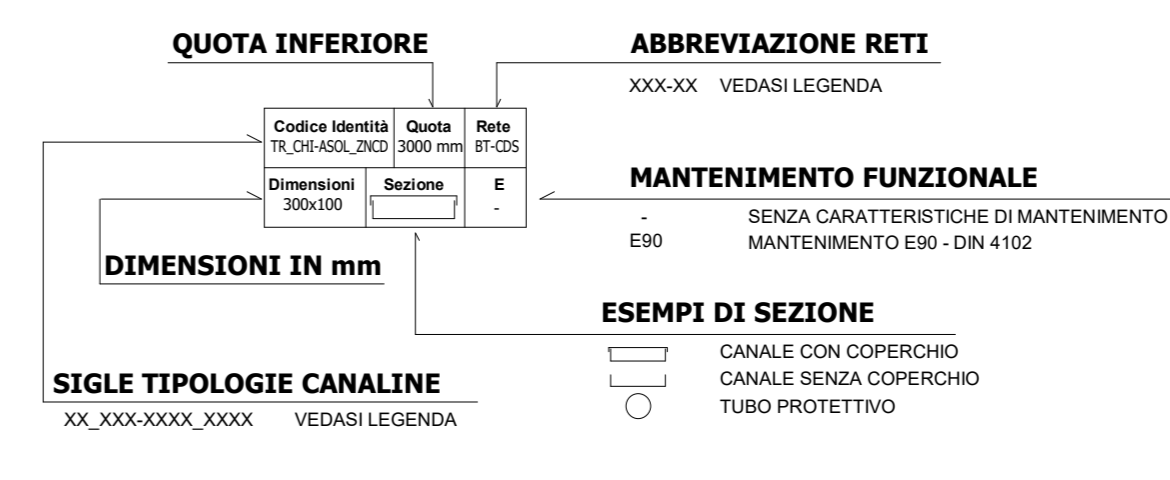 QUOTA INFERIORE
ABBREVIAZIONE RETI
XXX-XX VEDASI LEGENDA
Codice Identità Quota Rete
TR_CHI-ASOL_ZNCD 3000 mm BT-CDS
Dimensioni Sezione E
300x100 -
MANTENIMENTO FUNZIONALE
- SENZA CARATTERISTICHE DI MANTENIMENTO
E90 MANTENIMENTO E90 - DIN 4102
DIMENSIONI IN mm
ESEMPI DI SEZIONE
CANALE CON COPERCHIO
CANALE SENZA COPERCHIO
TUBO PROTETTIVO
SIGLE TIPOLOGIE CANALINE
XX_XXX-XXXX_XXXX VEDASI LEGENDA